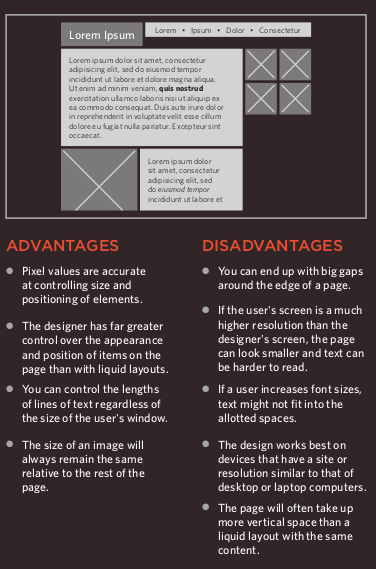 Lorem Ipsum
Lorem • Ipsum • Dolor • Consectetur
Lorem ipsum dolor sit amet, consectetur
adipisicing elit, sed do eiusmod tempor
incididunt ut labore et dolore magna aliqua.
Ut enim ad minim veniam, quis nostrud
exercitation ullamco laboris nisi ut aliquip ex
ea commodo consequat. Duis aute irure dolor
in reprehenderit in voluptate velit esse cillum
dolore eu fugiat nulla pariatur. Excepteur sint
occaecat.
Lorem ipsum dolor
sit amet, consectetur
adipisicing elit, sed
do eiusmod tempor
incididunt ut labore et
ADVANTAGES
Pixel values are accurate
at controlling size and
positioning of elements.
The designer has far greater
control over the appearance
and position of items on the
page than with liquid layouts.
You can control the lengths
of lines of text regardless of
the size of the user's window.
The size of an image will
always remain the same
relative to the rest of the
page.
DISADVANTAGES
You can end up with big gaps
around the edge of a page.
If the user's screen is a much
higher resolution than the
designer's screen, the page
can look smaller and text can
be harder to read.
If a user increases font sizes,
text might not fit into the
allotted spaces.
The design works best on
devices that have a site or
resolution similar to that of
desktop or laptop computers.
The page will often take up
more vertical space than a
liquid layout with the same
content.